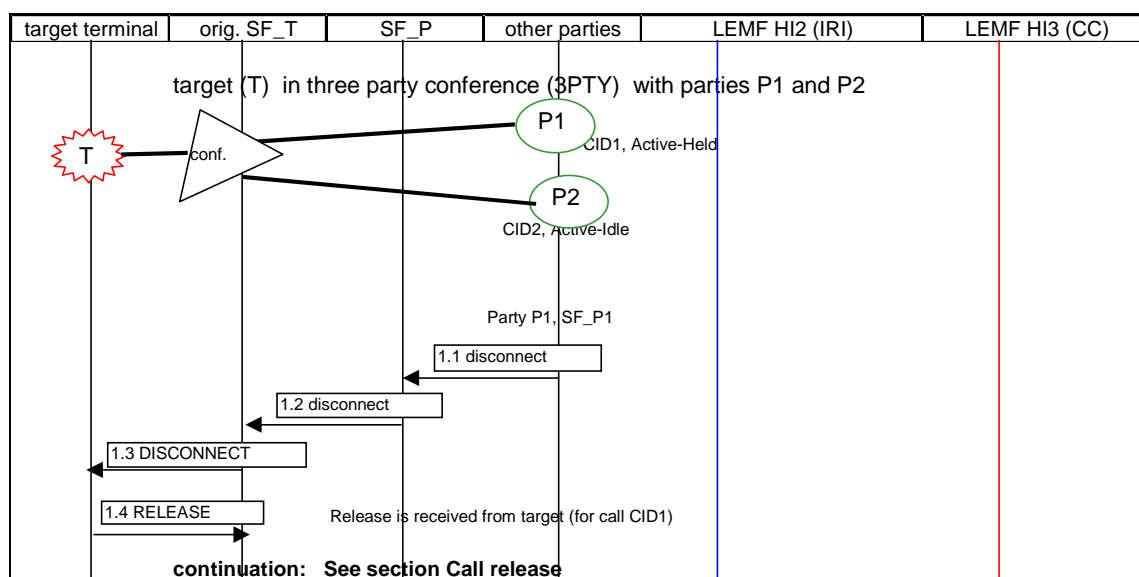 target terminal orig. SF_T SF_P other parties LEMF HI2 (IRI) LEMF HI3 (CC)
target (T) in three party conference (3PTY) with parties P1 and P2
P1
CID1, Active-Held
T
conf.
P2
CID2, Active-Idle
Party P1, SF_P1
1.1 disconnect
1.2 disconnect
1.3 DISCONNECT
1.4 RELEASE
Release is received from target (for call CID1)
continuation: See section Call release